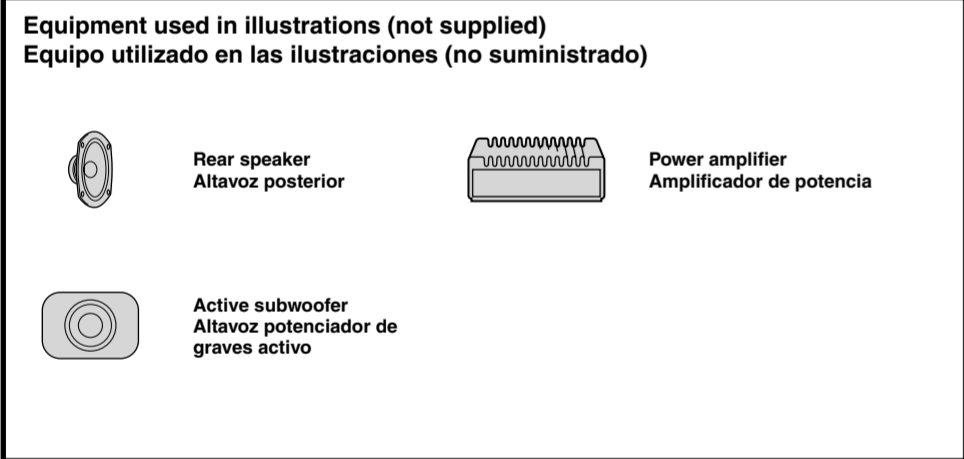 Equipment used in illustrations (not supplied)
Equipo utilizado en las ilustraciones (no suministrado)
Rear speaker
Altavoz posterior
Power amplifier
Amplificador de potencia
Active subwoofer
Altavoz potenciador de
graves activo